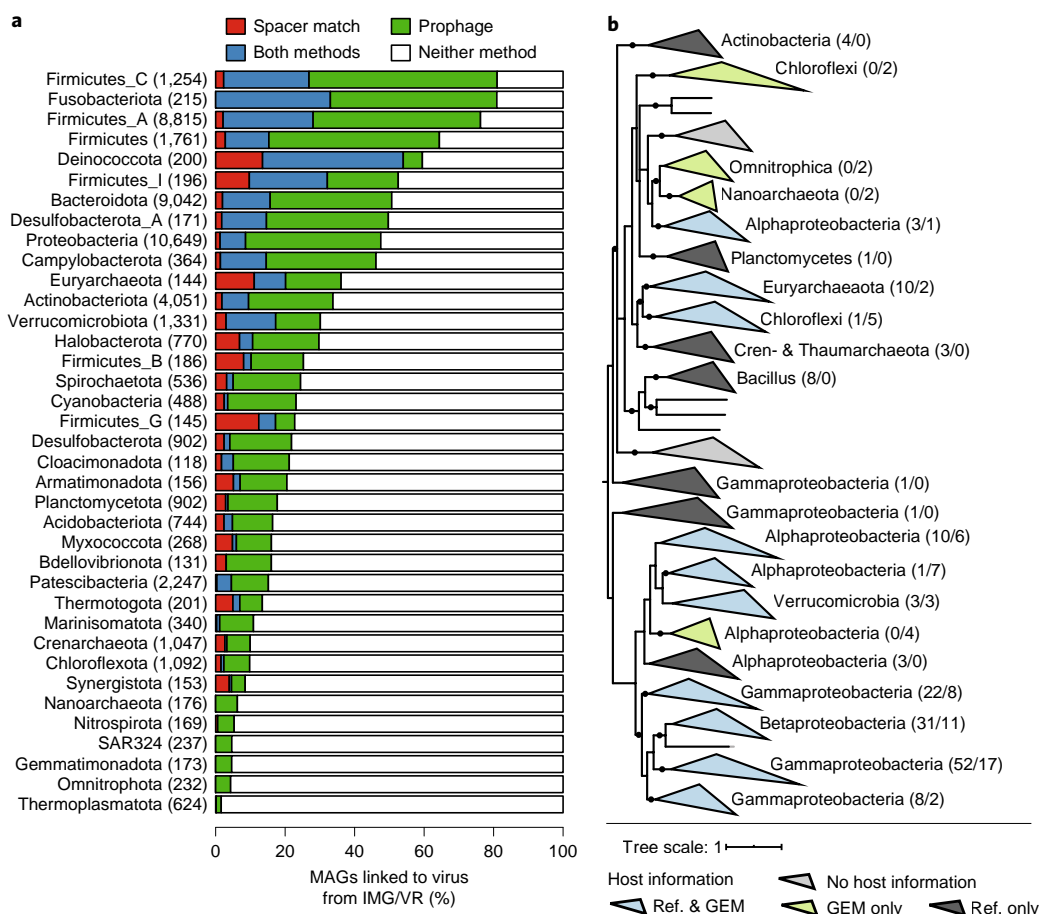 a
Spacer match
Prophage
Both methods
Neither method
Firmicutes_C (1,254)
Fusobacteriota (215)
Firmicutes_A (8,815)
Firmicutes (1,761)
Deinococcota (200)
Firmicutes_I (196)
Bacteroidota (9,042)
Desulfobacterota_A (171)
Proteobacteria (10,649)
Campylobacterota (364)
Euryarchaeota (144)
Actinobacteriota (4,051)
Verrucomicrobiota (1,331)
Halobacterota (770)
Firmicutes_B (186)
Spirochaetota (536)
Cyanobacteria (488)
Firmicutes_G (145)
Desulfobacterota (902)
Cloacimonadota (118)
Armatimonadota (156)
Planctomycetota (902)
Acidobacteriota (744)
Myxococcota (268)
Bdellovibrionota (131)
Patescibacteria (2,247)
Thermotogota (201)
Marinisomatota (340)
Crenarchaeota (1,047)
Chloroflexota (1,092)
Synergistota (153)
Nanoarchaeota (176)
Nitrospirota (169)
SAR324 (237)
Gemmatimonadota (173)
Omnitrophota (232)
Thermoplasmatota (624)
0 20 40 60 80 100
MAGs linked to virus
from IMG/VR (%)
b
Actinobacteria (4/0)
Chloroflexi (0/2)
Omnitrophica (0/2)
Nanoarchaeota (0/2)
Alphaproteobacteria (3/1)
Planctomycetes (1/0)
Euryarchaeaota (10/2)
Chloroflexi (1/5)
Cren- & Thaumarchaeota (3/0)
Bacillus (8/0)
Gammaproteobacteria (1/0)
Gammaproteobacteria (1/0)
Alphaproteobacteria (10/6)
Alphaproteobacteria (1/7)
Verrucomicrobia (3/3)
Alphaproteobacteria (0/4)
Alphaproteobacteria (3/0)
Gammaproteobacteria (22/8)
Betaproteobacteria (31/11)
Gammaproteobacteria (52/17)
Gammaproteobacteria (8/2)
Tree scale: 1
Host information
No host information
Ref. & GEM
GEM only
Ref. only